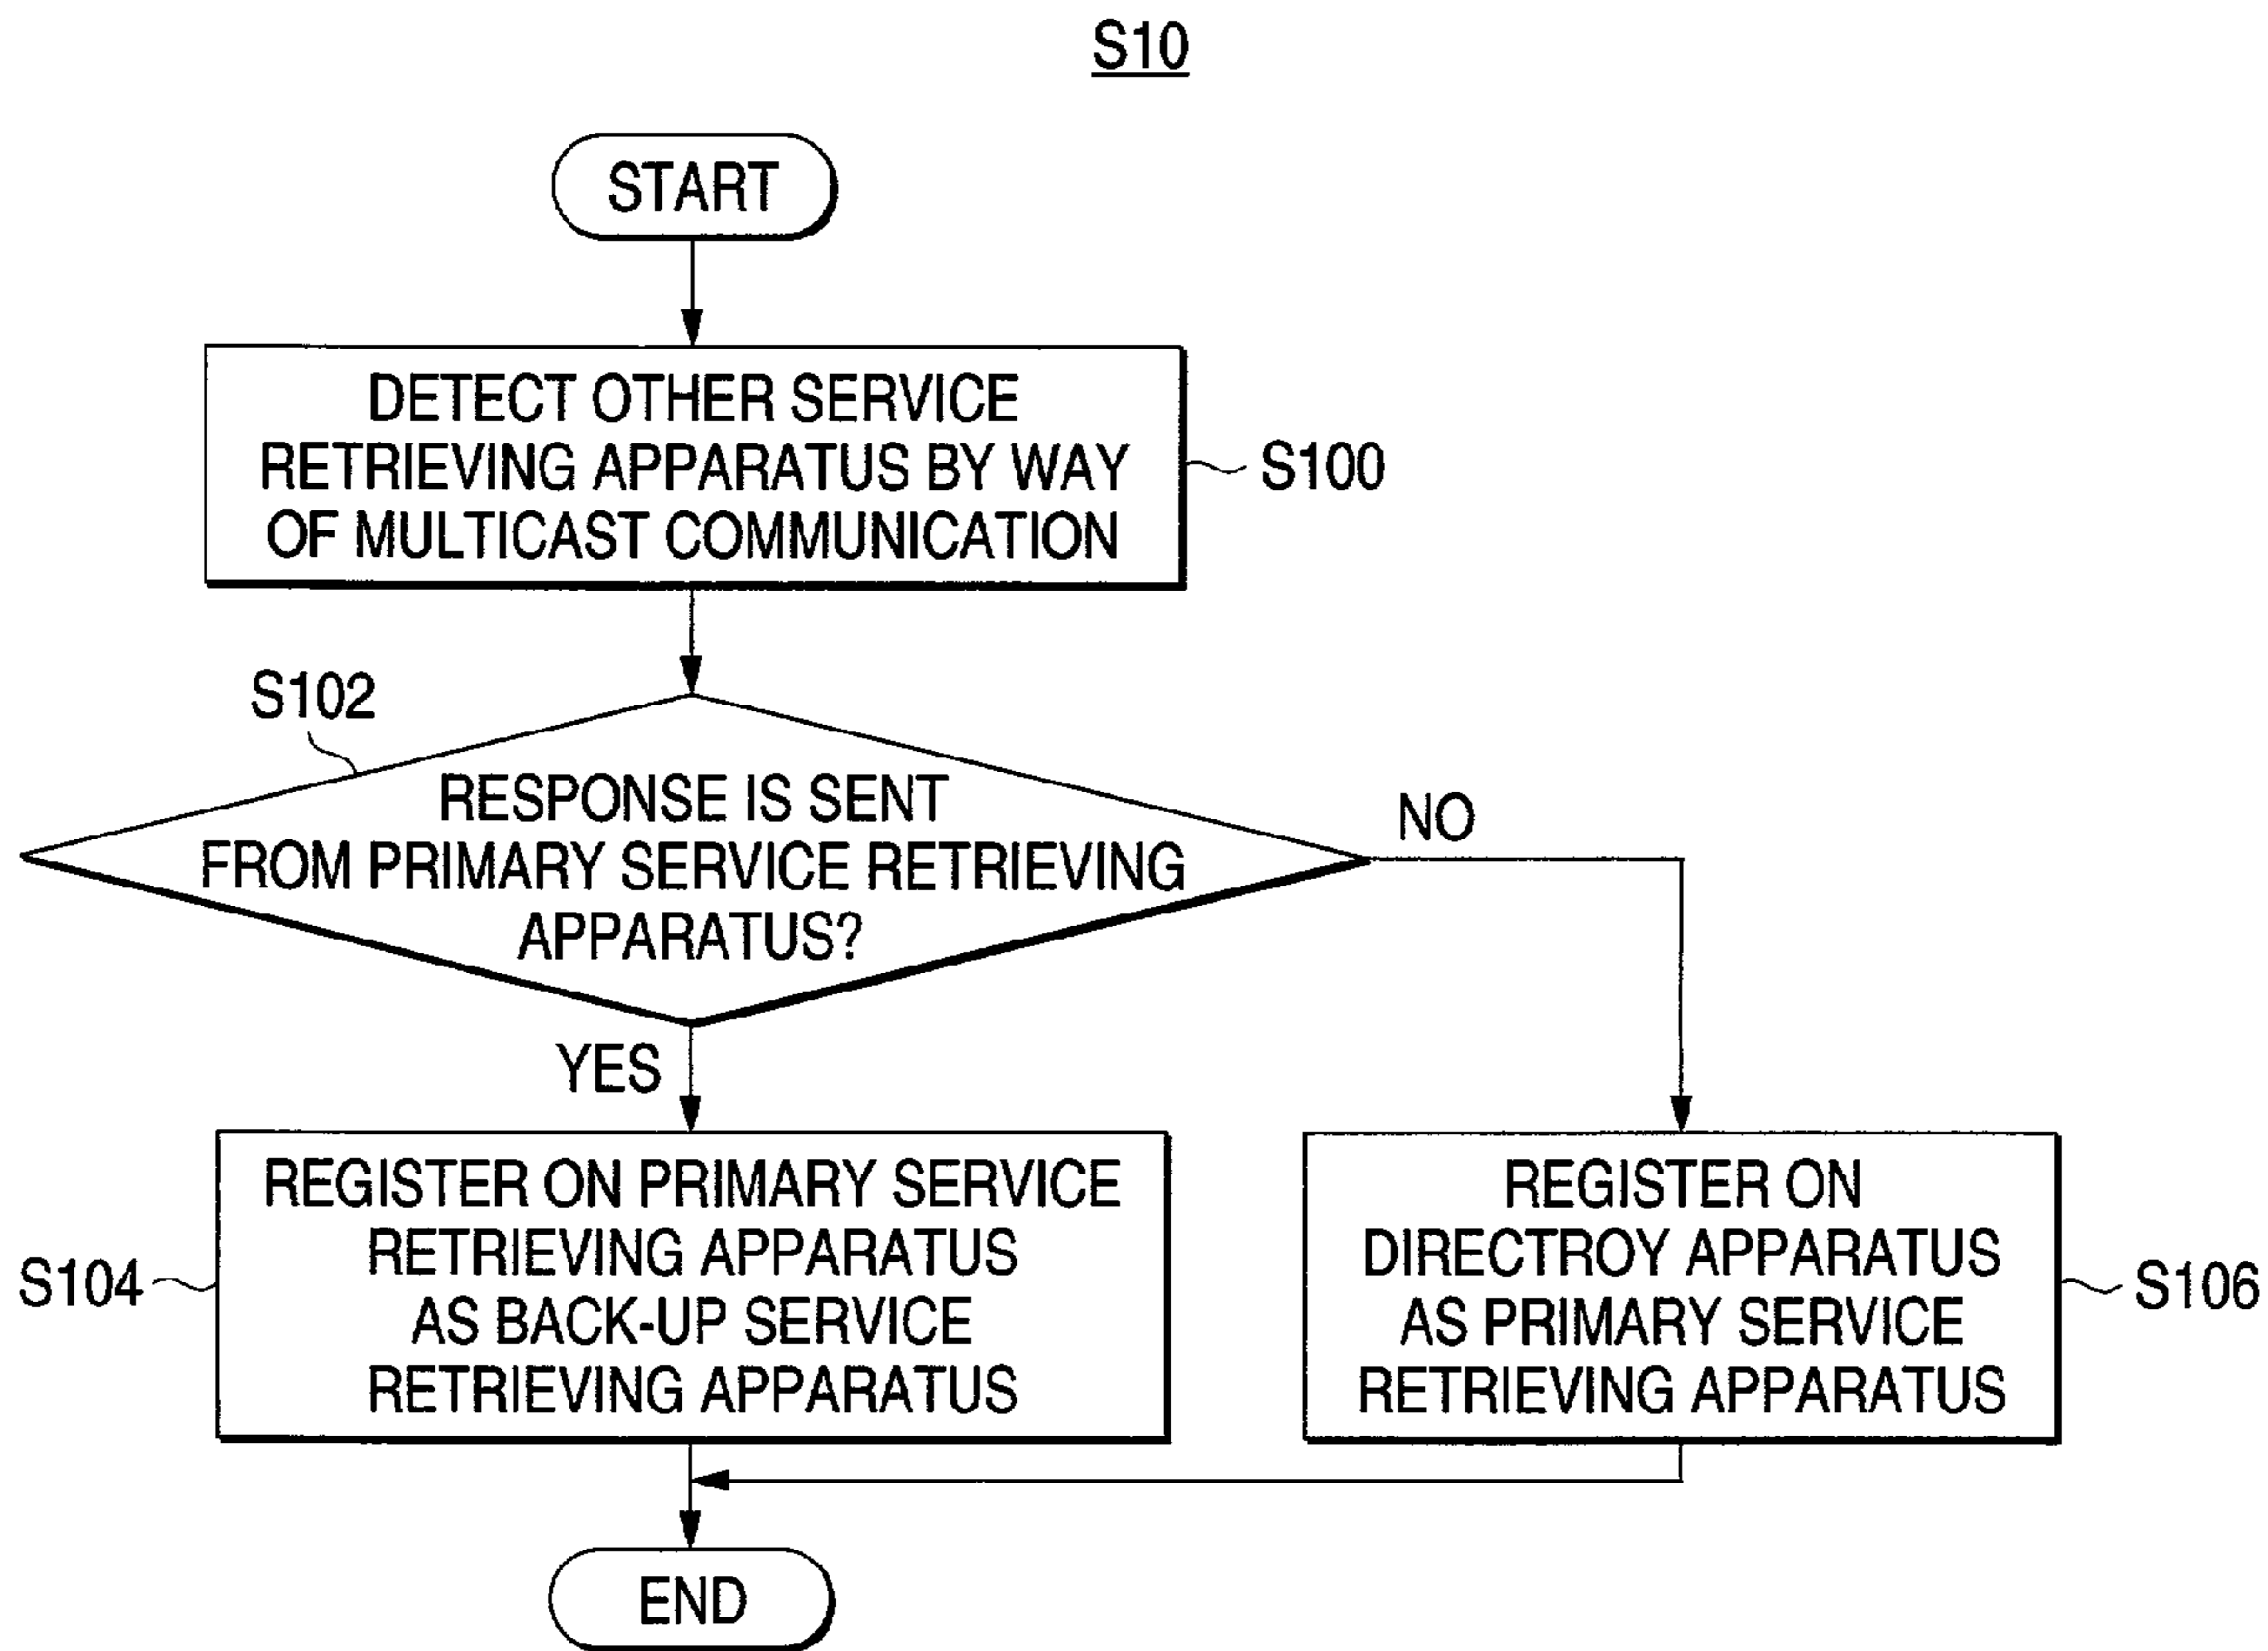 S10
START
DETECT OTHER SERVICE
RETRIEVING APPARATUS BY WAY
OF MULTICAST COMMUNICATION
S100
S102
RESPONSE IS SENT
FROM PRIMARY SERVICE RETRIEVING
APPARATUS?
NO
YES
REGISTER ON PRIMARY SERVICE
RETRIEVING APPARATUS
AS BACK-UP SERVICE
RETRIEVING APPARATUS
S104
REGISTER ON
DIRECTROY APPARATUS
AS PRIMARY SERVICE
RETRIEVING APPARATUS
S106
END